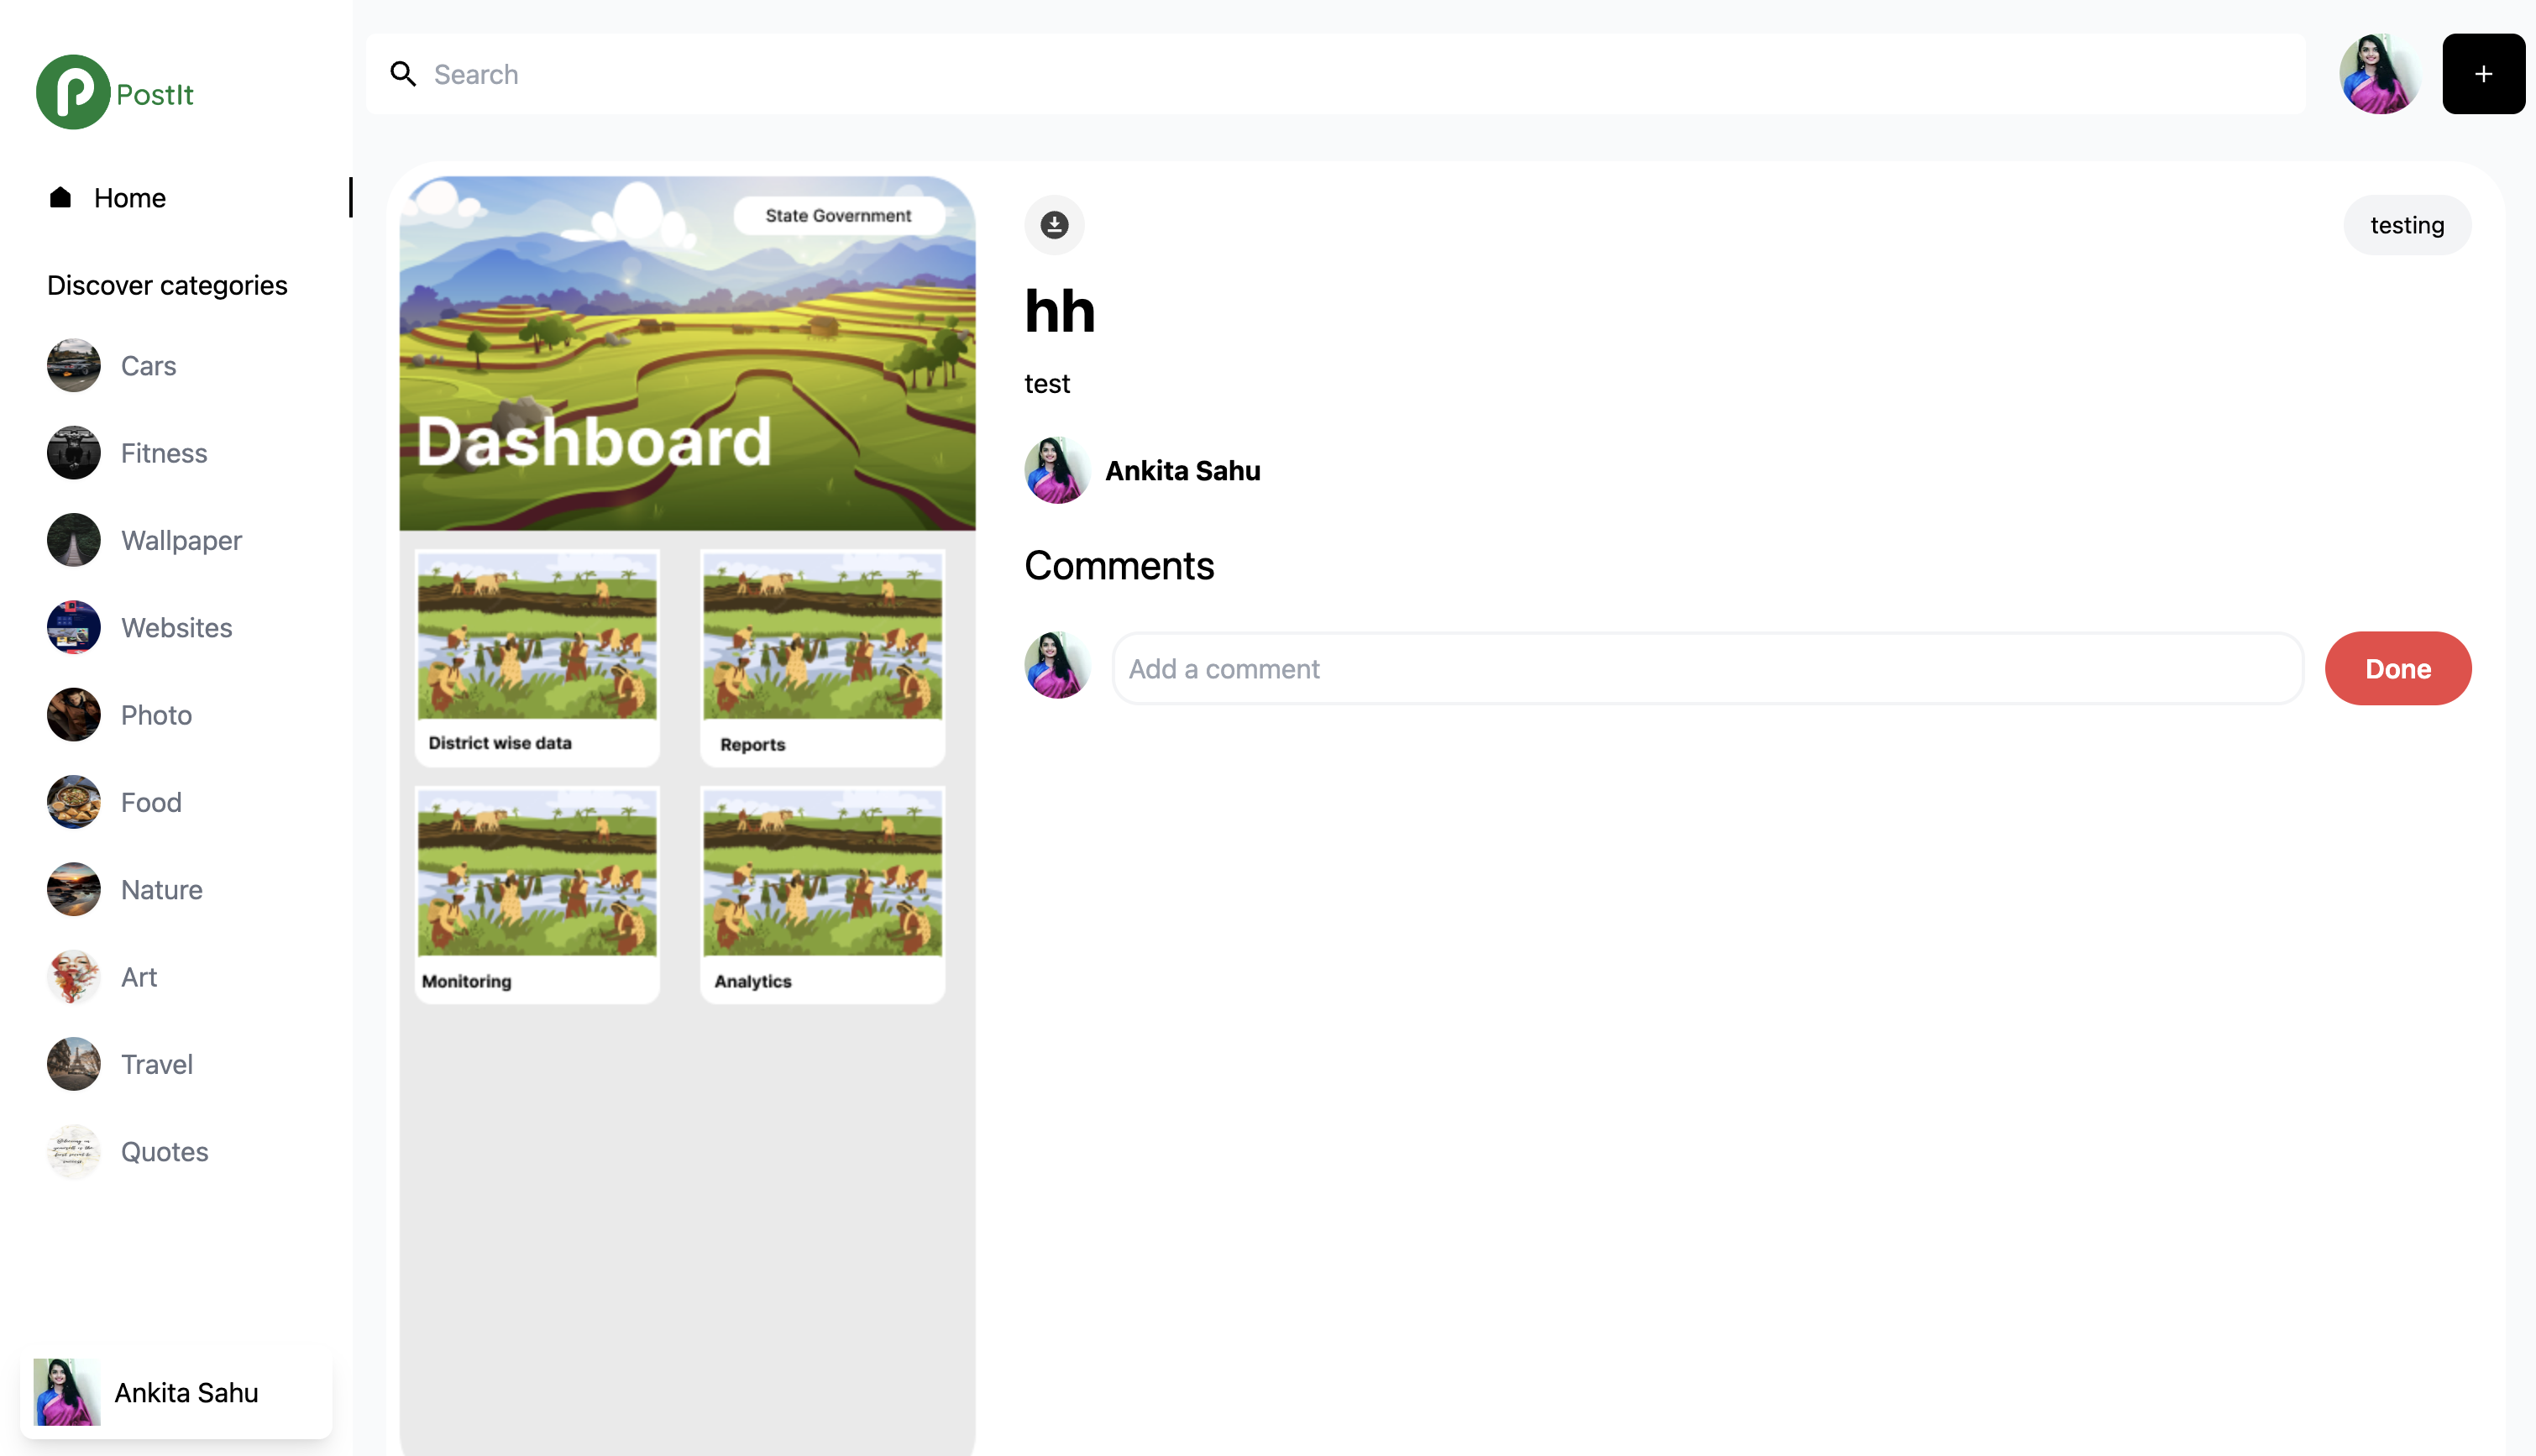 PostIt
Search
+
Home
Discover categories
Cars
Fitness
Wallpaper
Websites
Photo
Food
Nature
Art
Travel
Quotes
Ankita Sahu
State Government
Dashboard
District wise data
Reports
Monitoring
Analytics
testing
hh
test
Ankita Sahu
Comments
Add a comment
Done